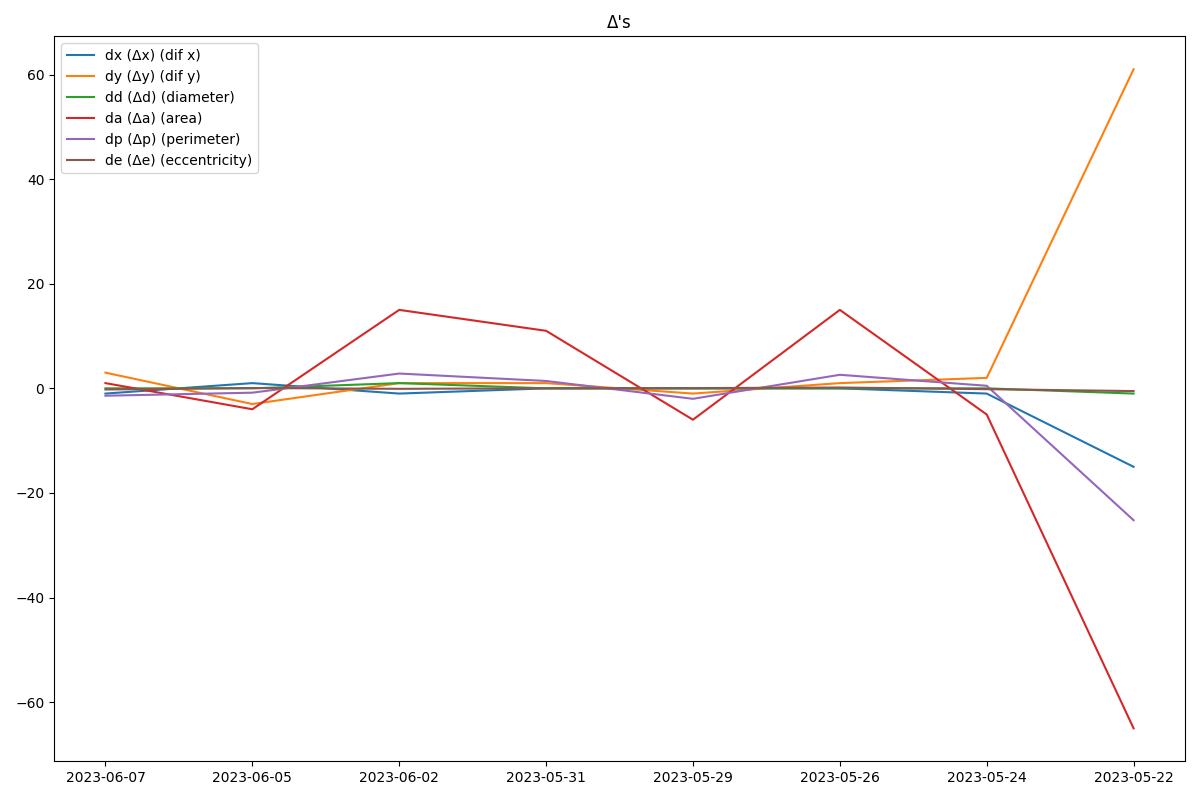 Δ's
dx (Δx) (dif x)
dy (Δy) (dif y)
dd (Δd) (diameter)
da (Δa) (area)
dp (Δp) (perimeter)
de (Δe) (eccentricity)
60
40
20
0
−20
−40
−60
2023-06-07 2023-06-05 2023-06-02 2023-05-31 2023-05-29 2023-05-26 2023-05-24 2023-05-22